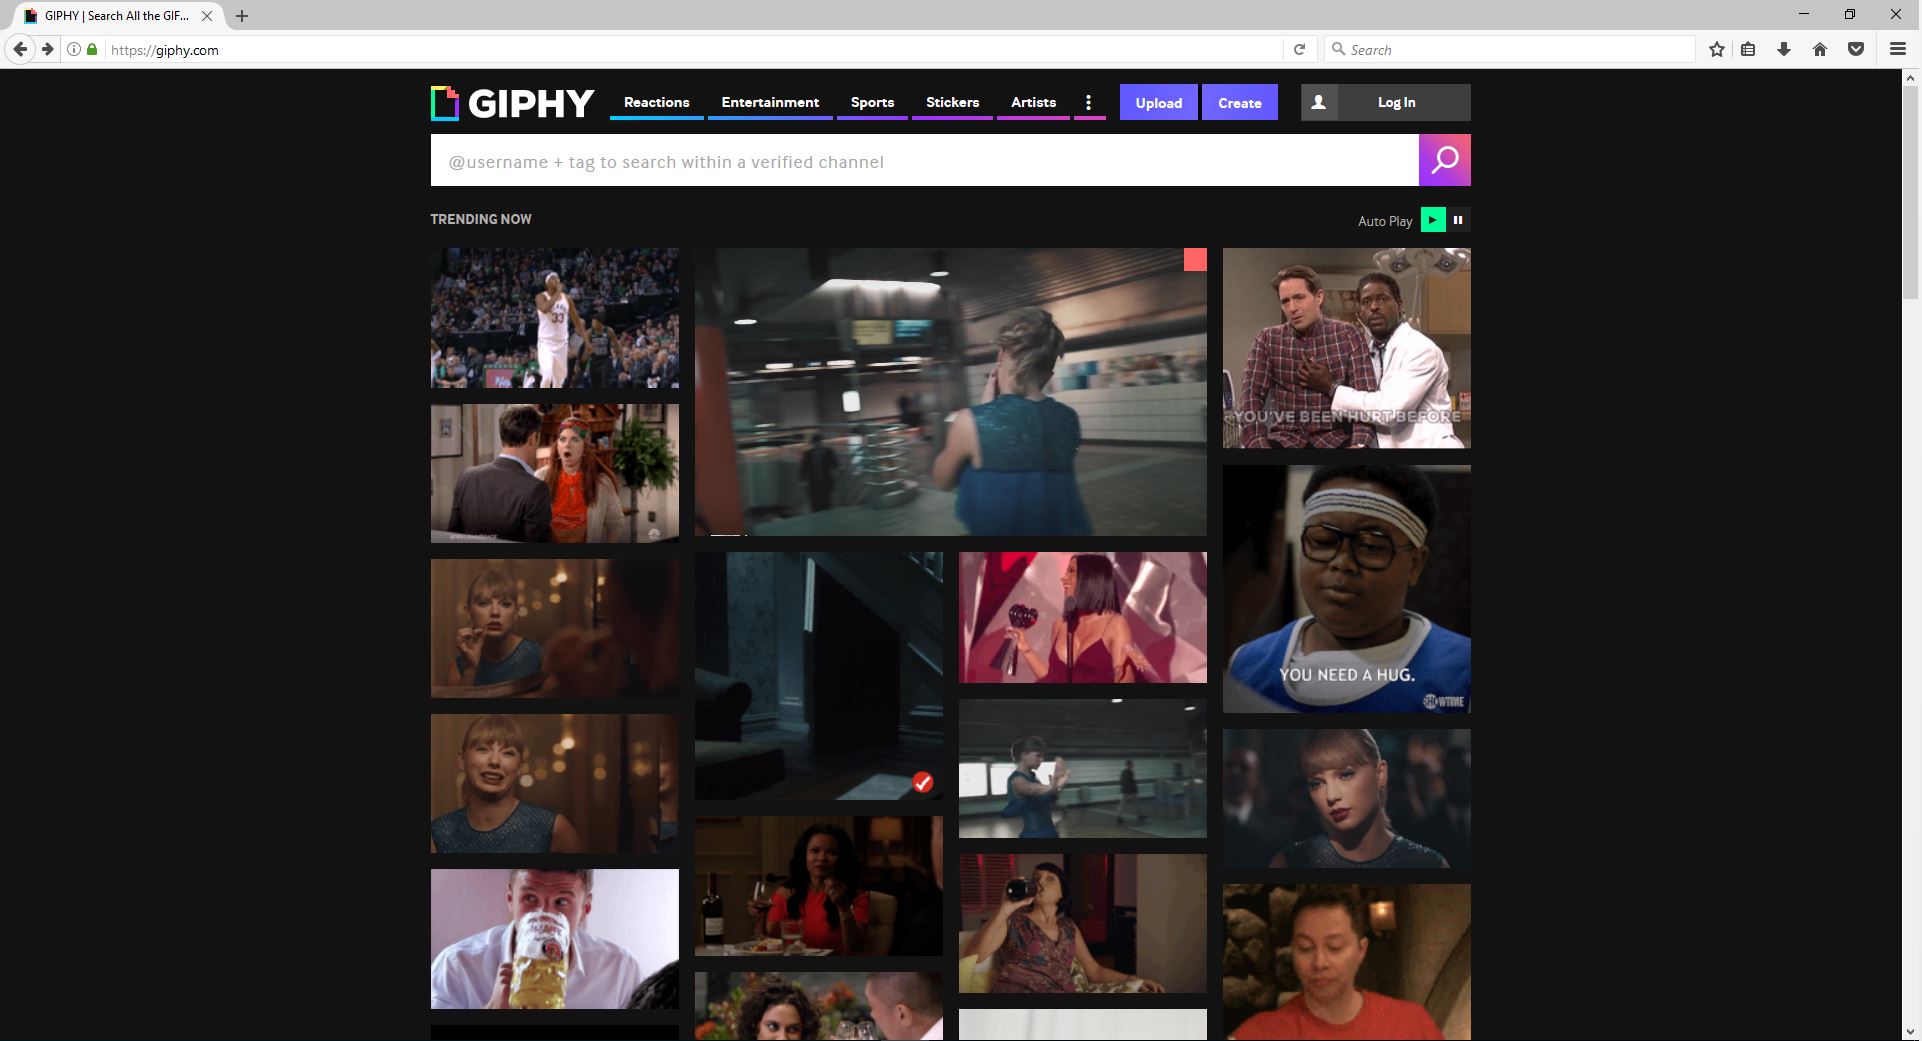 GIPHY | Search All the GIF...
https://giphy.com
Search
GIPHY
Reactions
Entertainment
Sports
Stickers
Artists
Upload
Create
Log In
@username + tag to search within a verified channel
TRENDING NOW
Auto Play
33
YOU'VE BEEN HURT BEFORE
YOU NEED A HUG.
SHOWTIME